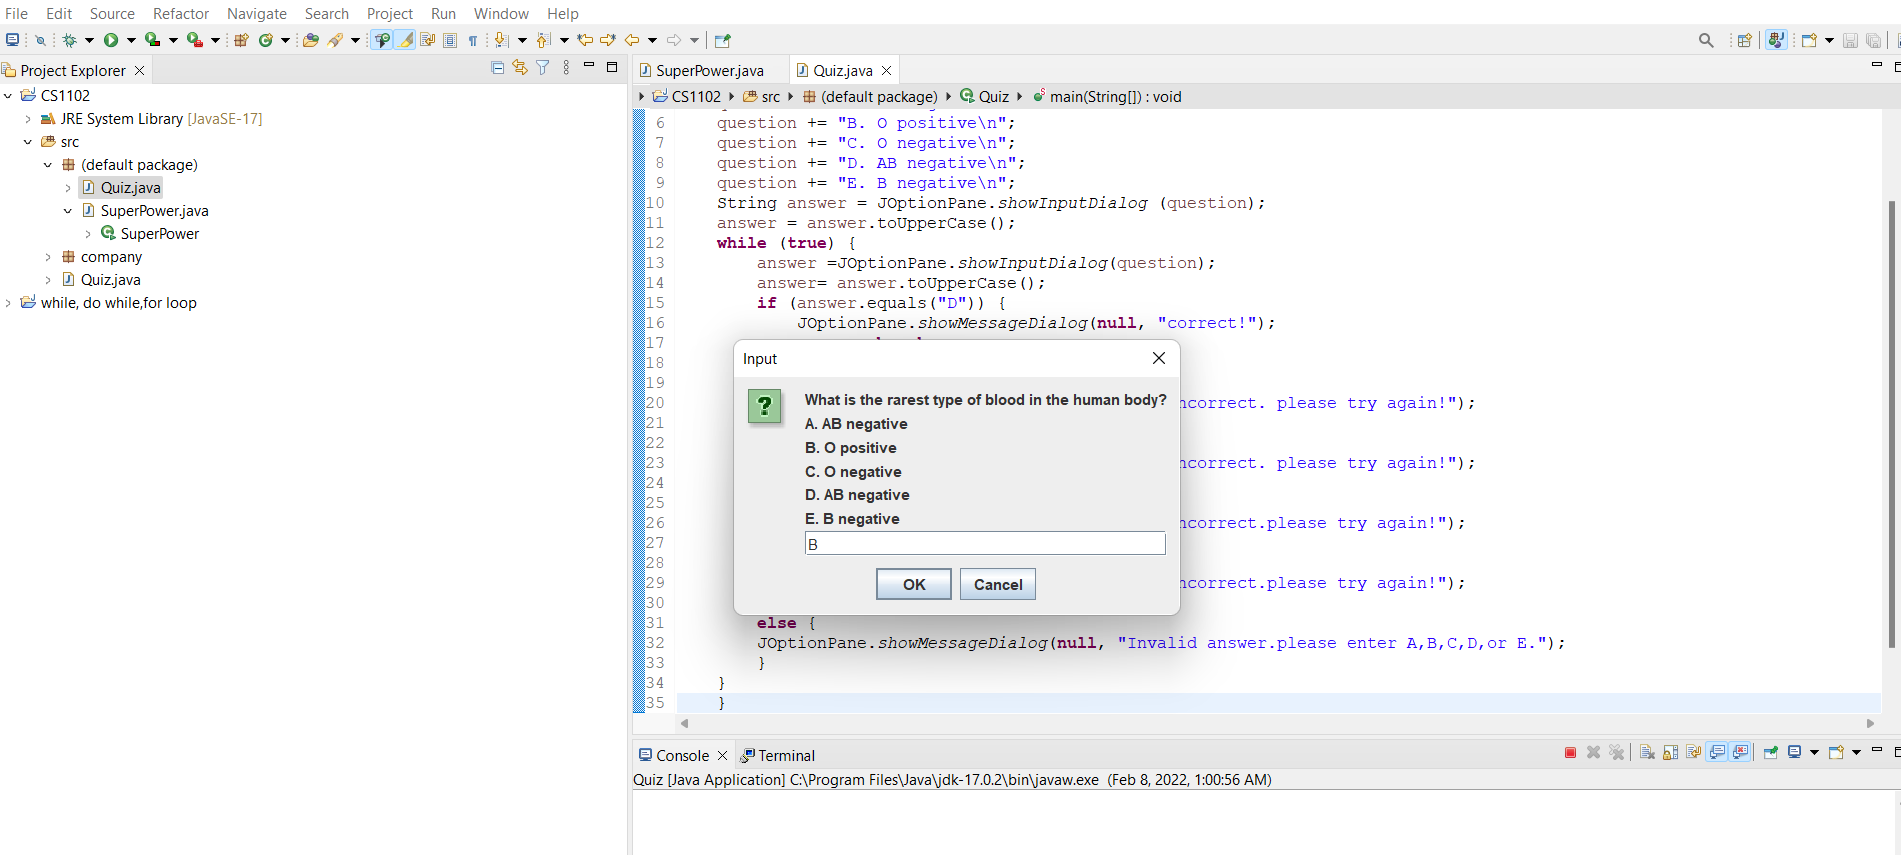 File Edit Source Refactor Navigate Search Project Run Window Help
Project Explorer
CS1102
JRE System Library [JavaSE-17]
src
(default package)
Quiz.java
SuperPower.java
SuperPower
company
Quiz.java
while, do while,for loop
SuperPower.java Quiz.java
CS1102 src (default package) Quiz main(String[]) : void
6 question += "B. O positive\n";
7 question += "C. O negative\n";
8 question += "D. AB negative\n";
9 question += "E. B negative\n";
10 String answer = JOptionPane.showInputDialog (question);
11 answer = answer.toUpperCase();
12 while (true) {
13 answer =JOptionPane.showInputDialog(question);
14 answer= answer.toUpperCase();
15 if (answer.equals("D")) {
16 JOptionPane.showMessageDialog(null, "correct!");
17
18
19
20 ncorrect. please try again!");
21
22
23 ncorrect. please try again!");
24
25
26 ncorrect.please try again!");
27
28
29 ncorrect.please try again!");
30
31 else {
32 JOptionPane.showMessageDialog(null, "Invalid answer.please enter A,B,C,D,or E.");
33 }
34 }
35 }
Input
What is the rarest type of blood in the human body?
A. AB negative
B. O positive
C. O negative
D. AB negative
E. B negative
B
OK Cancel
Console Terminal
Quiz [Java Application] C:\Program Files\Java\jdk-17.0.2\bin\javaw.exe (Feb 8, 2022, 1:00:56 AM)